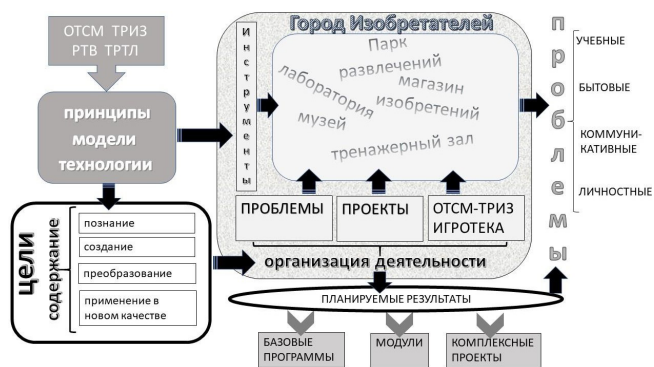 ОТСМ ТРИЗ
РТВ ТРТЛ
принципы
модели
технологии
цели
содержание
познание
создание
преобразование
применение в
новом качестве
Город Изобретателей
Инструменты
Парк
развлечений
лаборатория
магазин
изобретений
музей
тренажерный зал
ПРОБЛЕМЫ
ПРОЕКТЫ
ОТСМ-ТРИЗ
ИГРОТЕКА
организация деятельности
ПЛАНИРУЕМЫЕ РЕЗУЛЬТАТЫ
БАЗОВЫЕ
ПРОГРАММЫ
МОДУЛИ
КОМПЛЕКСНЫЕ
ПРОЕКТЫ
проблемы
УЧЕБНЫЕ
БЫТОВЫЕ
КОММУНИ-
КАТИВНЫЕ
ЛИЧНОСТНЫЕ